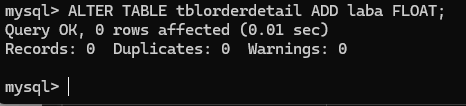 mysql> ALTER TABLE tblorderdetail ADD laba FLOAT;
Query OK, 0 rows affected (0.01 sec)
Records: 0  Duplicates: 0  Warnings: 0
mysql>